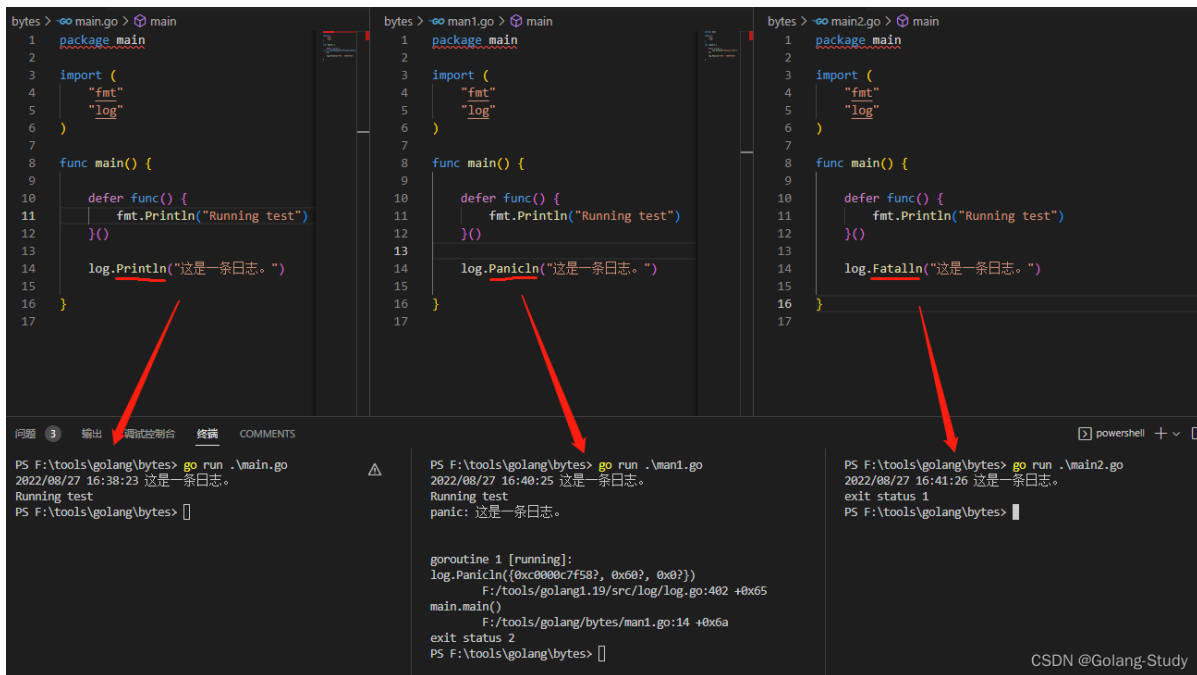 bytes > main.go > main
1 package main
2
3 import (
4 "fmt"
5 "log"
6 )
7
8 func main() {
9
10 defer func() {
11 fmt.Println("Running test")
12 }()
13
14 log.Println("这是一条日志。")
15
16 }
17
bytes > man1.go > main
1 package main
2
3 import (
4 "fmt"
5 "log"
6 )
7
8 func main() {
9
10 defer func() {
11 fmt.Println("Running test")
12 }()
13
14 log.Panicln("这是一条日志。")
15
16 }
17
bytes > main2.go > main
1 package main
2
3 import (
4 "fmt"
5 "log"
6 )
7
8 func main() {
9
10 defer func() {
11 fmt.Println("Running test")
12 }()
13
14 log.Fatalln("这是一条日志。")
15
16 }
17
问题 3 输出 调试控制台 终端 COMMENTS
powershell
PS F:\tools\golang\bytes> go run .\main.go
2022/08/27 16:38:23 这是一条日志。
Running test
PS F:\tools\golang\bytes>
PS F:\tools\golang\bytes> go run .\man1.go
2022/08/27 16:40:25 这是一条日志。
Running test
panic: 这是一条日志。
goroutine 1 [running]:
log.Panicln({0xc0000c7f58?, 0x60?, 0x0?})
F:/tools/golang1.19/src/log/log.go:402 +0x65
main.main()
F:/tools/golang/bytes/man1.go:14 +0x6a
exit status 2
PS F:\tools\golang\bytes>
PS F:\tools\golang\bytes> go run .\main2.go
2022/08/27 16:41:26 这是一条日志。
exit status 1
PS F:\tools\golang\bytes>
CSDN @Golang-Study